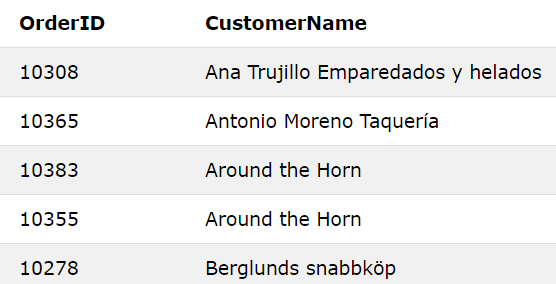 OrderID CustomerName
10308 Ana Trujillo Emparedados y helados
10365 Antonio Moreno Taquería
10383 Around the Horn
10355 Around the Horn
10278 Berglunds snabbköp